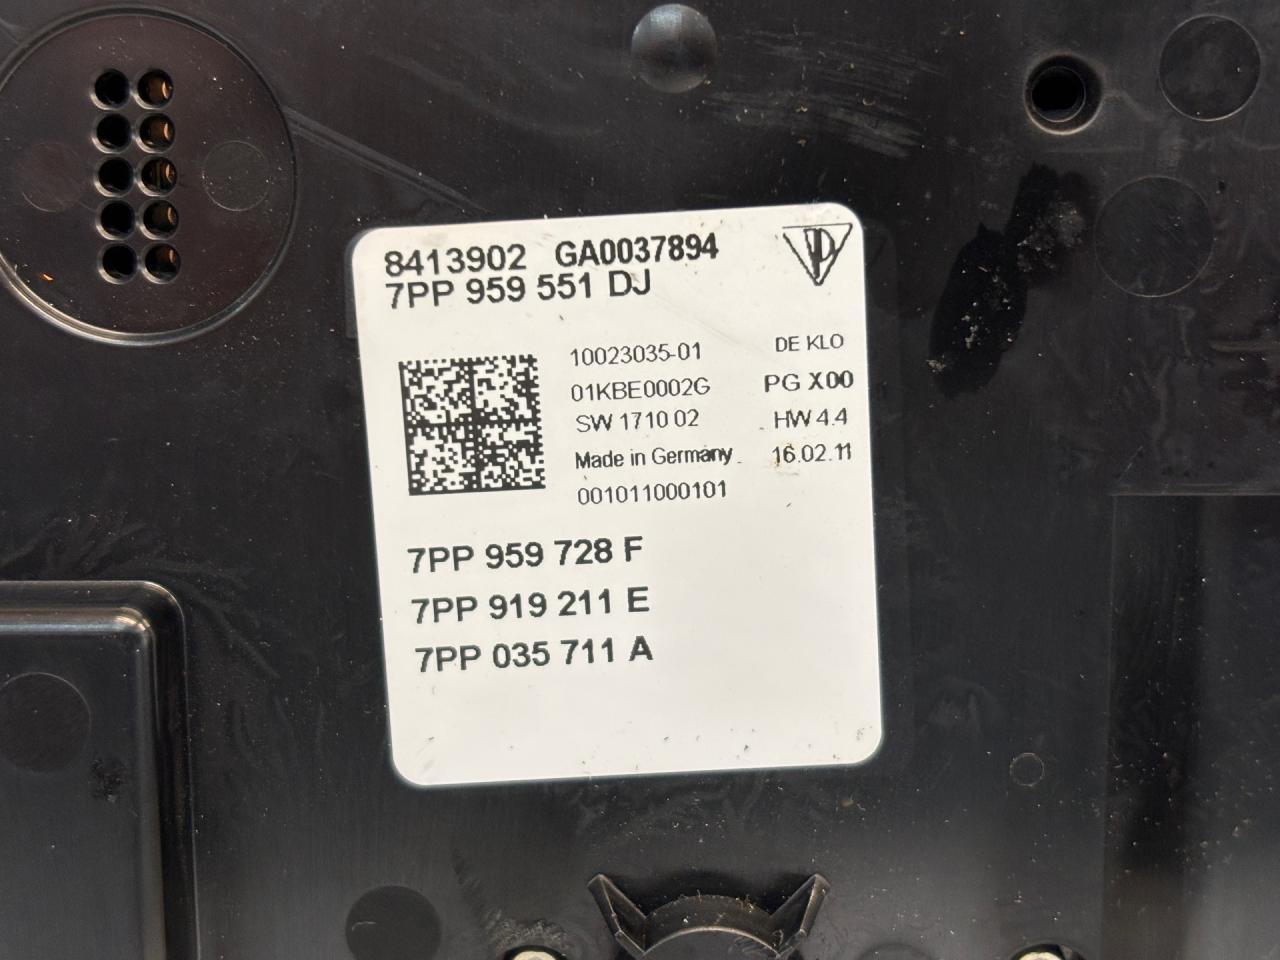 8413902 GA0037894
7PP 959 551 DJ
10023035-01 DE KLO
01KBE0002G PG X00
SW 1710 02 HW 4.4
Made in Germany 16.02.11
001011000101
7PP 959 728 F
7PP 919 211 E
7PP 035 711 A